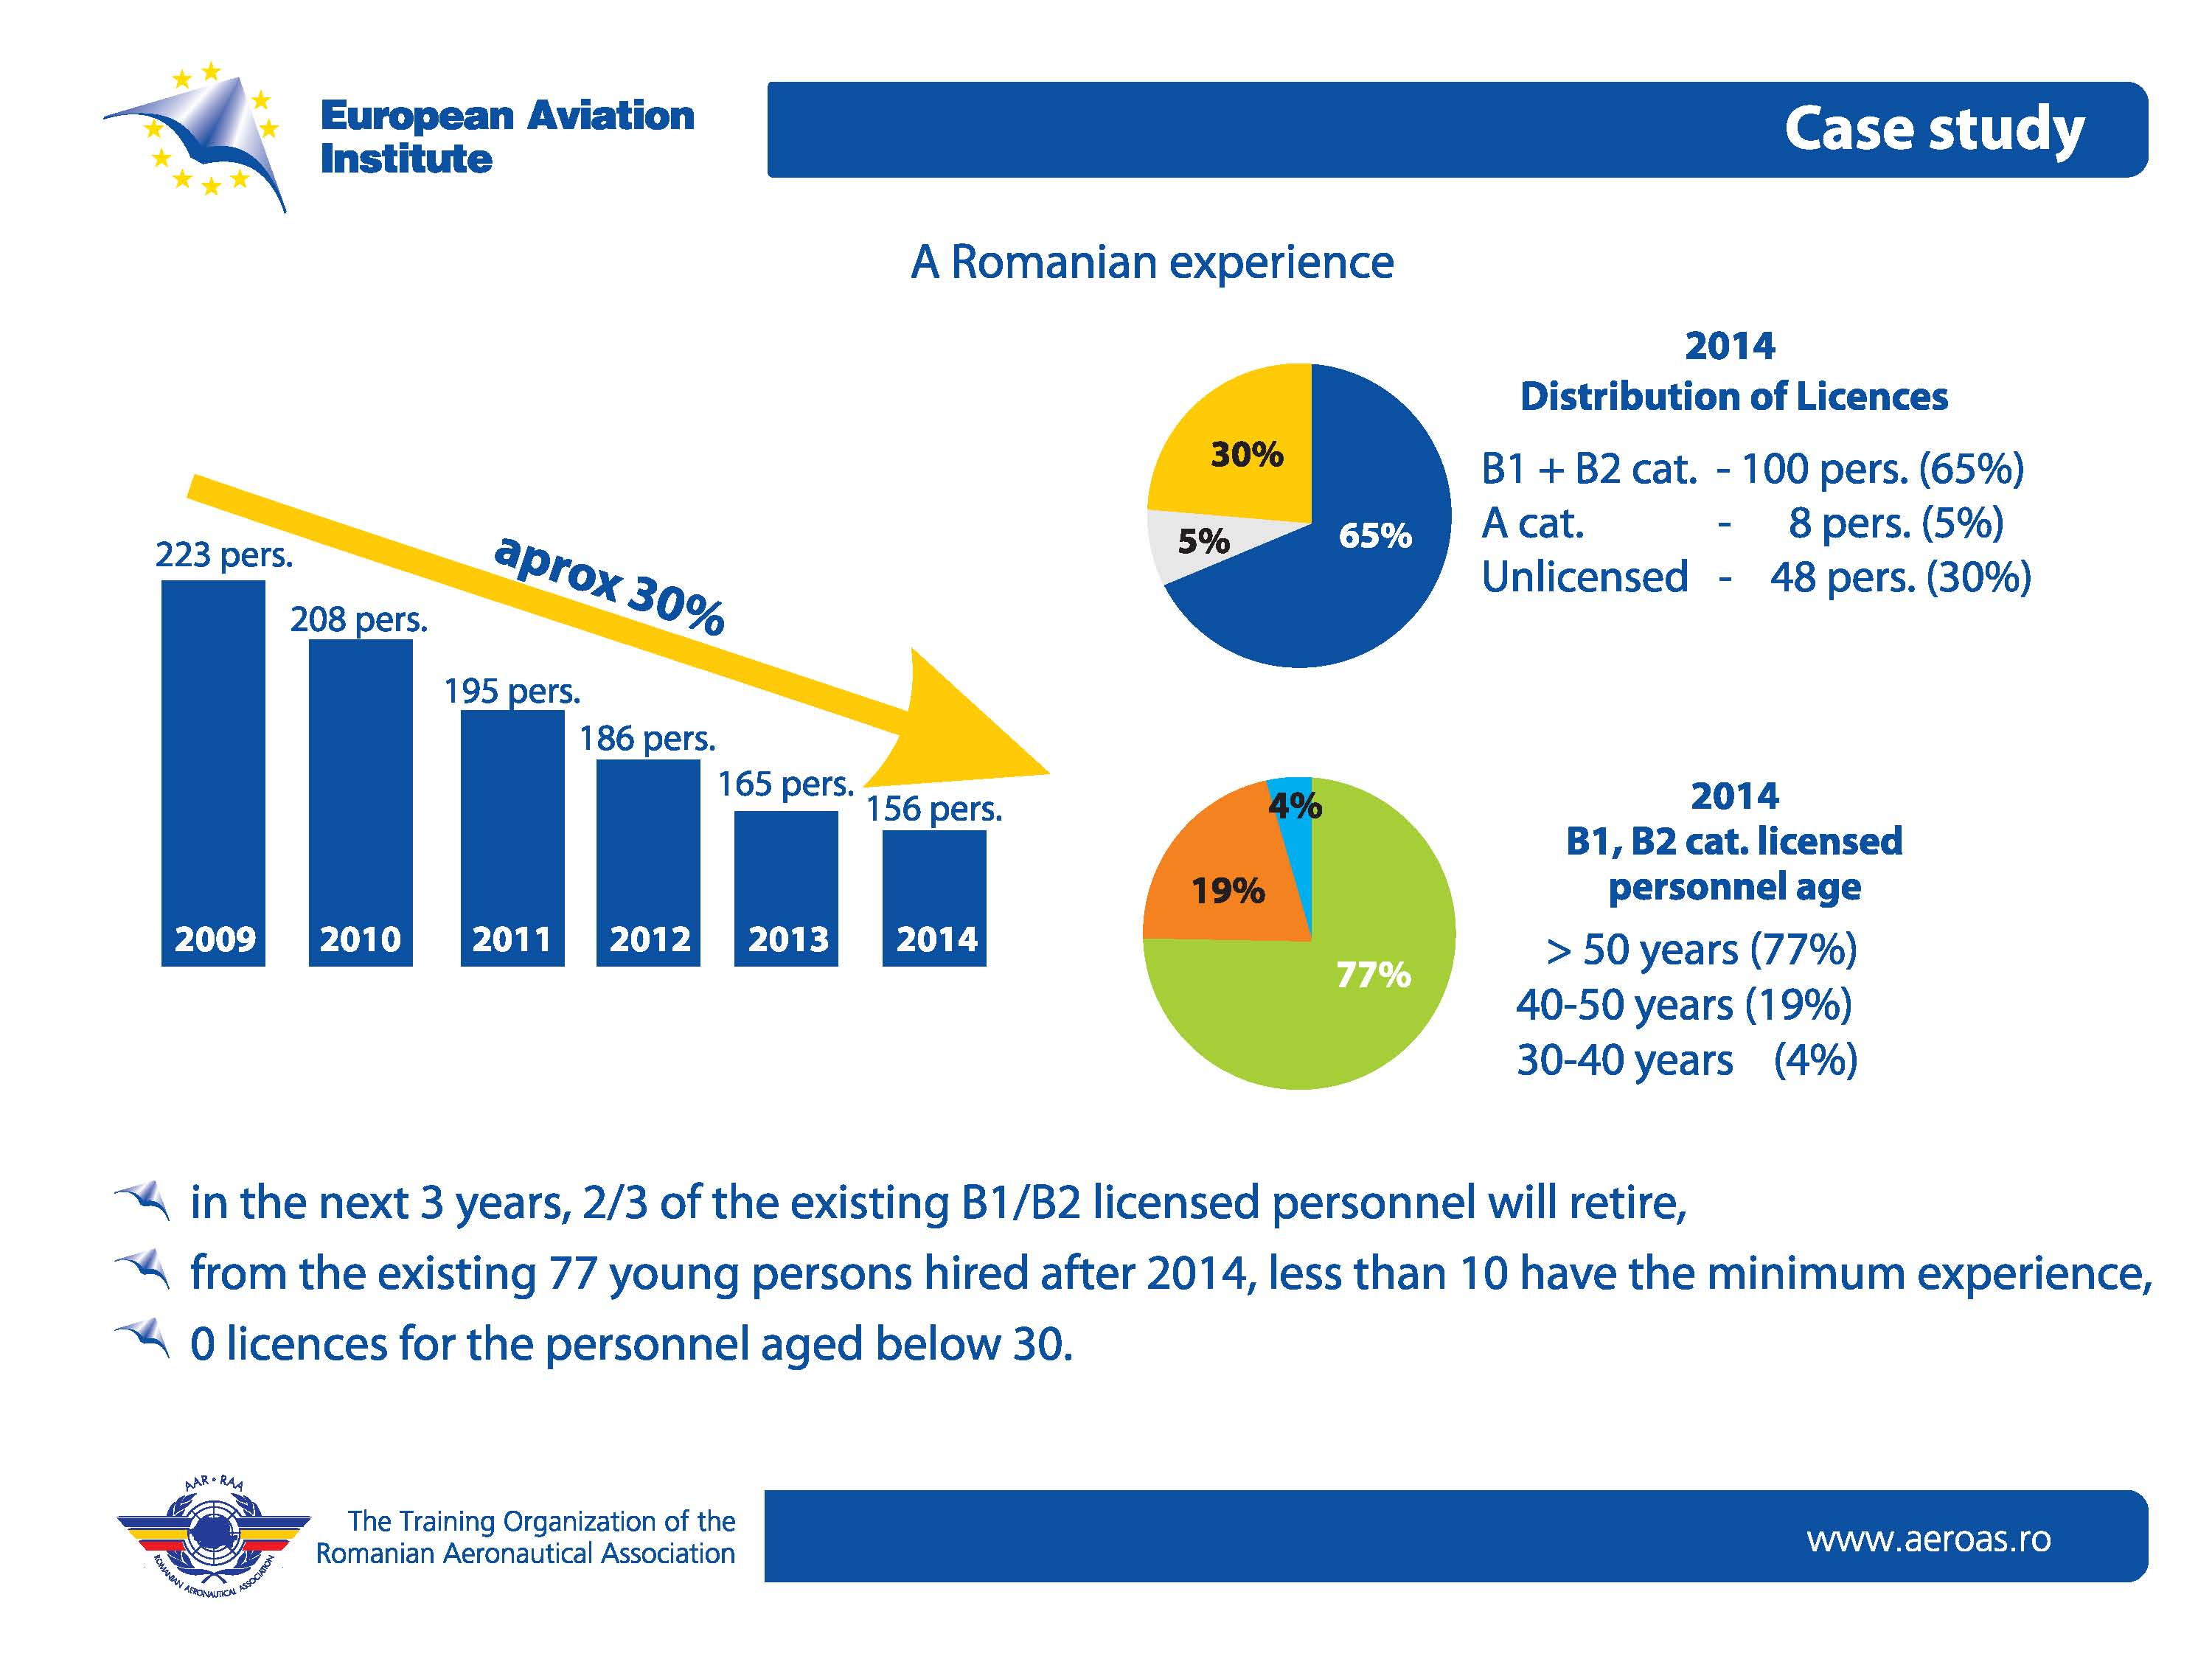 European Aviation
Institute
Case study
A Romanian experience
223 pers.
208 pers.
195 pers.
186 pers.
165 pers.
156 pers.
aprox 30%
2009
2010
2011
2012
2013
2014
30%
5%
65%
2014
Distribution of Licences
B1 + B2 cat. - 100 pers. (65%)
A cat. - 8 pers. (5%)
Unlicensed - 48 pers. (30%)
4%
19%
77%
2014
B1, B2 cat. licensed
personnel age
> 50 years (77%)
40-50 years (19%)
30-40 years (4%)
in the next 3 years, 2/3 of the existing B1/B2 licensed personnel will retire,
from the existing 77 young persons hired after 2014, less than 10 have the minimum experience,
0 licences for the personnel aged below 30.
AAR • RAA
ROMANIAN AERONAUTICAL ASSOCIATION
The Training Organization of the
Romanian Aeronautical Association
www.aeroas.ro